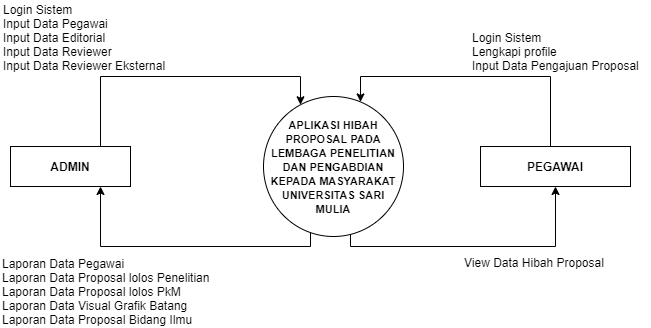 Login Sistem
Input Data Pegawai
Input Data Editorial
Input Data Reviewer
Input Data Reviewer Eksternal
Login Sistem
Lengkapi profile
Input Data Pengajuan Proposal
ADMIN
APLIKASI HIBAH
PROPOSAL PADA
LEMBAGA PENELITIAN
DAN PENGABDIAN
KEPADA MASYARAKAT
UNIVERSITAS SARI
MULIA
PEGAWAI
Laporan Data Pegawai
Laporan Data Proposal lolos Penelitian
Laporan Data Proposal lolos PkM
Laporan Data Visual Grafik Batang
Laporan Data Proposal Bidang Ilmu
View Data Hibah Proposal